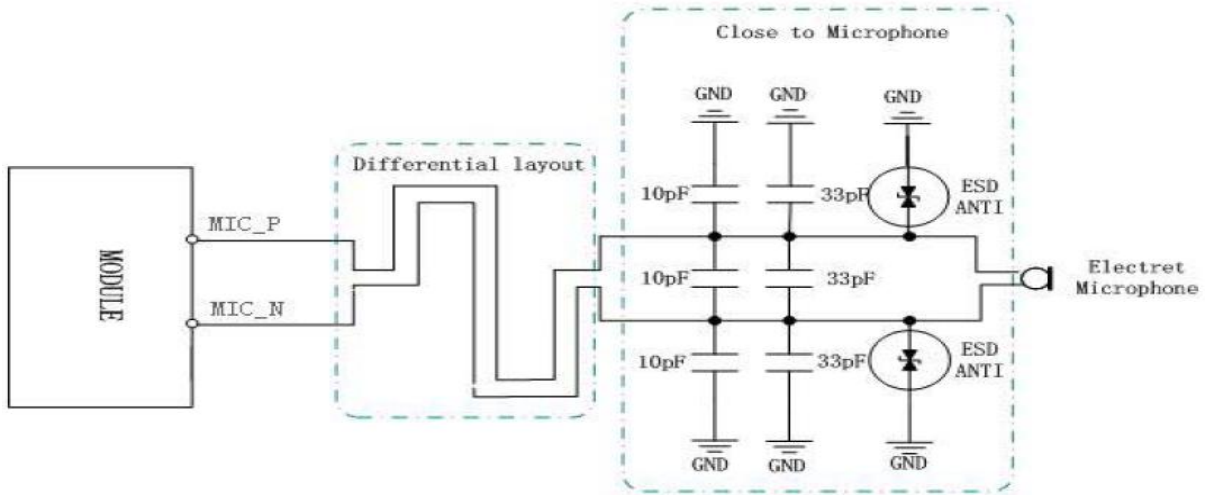 Close to Microphone
GND
GND
GND
Differential layout
10pF
33pF
ESD
ANTI
MIC_P
MODULE
10pF
33pF
Electret
Microphone
MIC_N
10pF
33pF
ESD
ANTI
GND
GND
GND